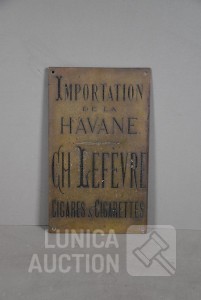 IMPORTATION
DE LA
HAVANE
CH LEFEVRE
CIGARES & CIGARETTES
LUNICA
AUCTION